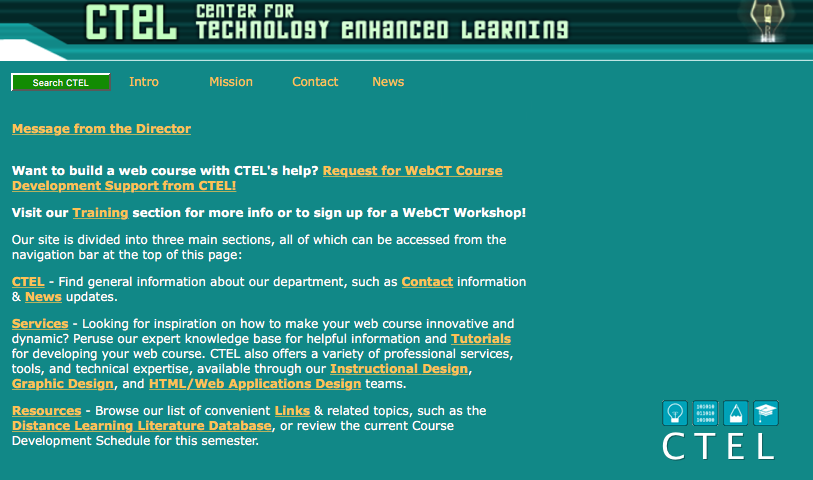 CTEL CENTER FOR
TECHNOLOGY ENHANCED LEARNING
Search CTEL Intro Mission Contact News
Message from the Director
Want to build a web course with CTEL's help? Request for WebCT Course
Development Support from CTEL!
Visit our Training section for more info or to sign up for a WebCT Workshop!
Our site is divided into three main sections, all of which can be accessed from the
navigation bar at the top of this page:
CTEL - Find general information about our department, such as Contact information
& News updates.
Services - Looking for inspiration on how to make your web course innovative and
dynamic? Peruse our expert knowledge base for helpful information and Tutorials
for developing your web course. CTEL also offers a variety of professional services,
tools, and technical expertise, available through our Instructional Design,
Graphic Design, and HTML/Web Applications Design teams.
Resources - Browse our list of convenient Links & related topics, such as the
Distance Learning Literature Database, or review the current Course
Development Schedule for this semester.
101010
011010
101000
CTEL